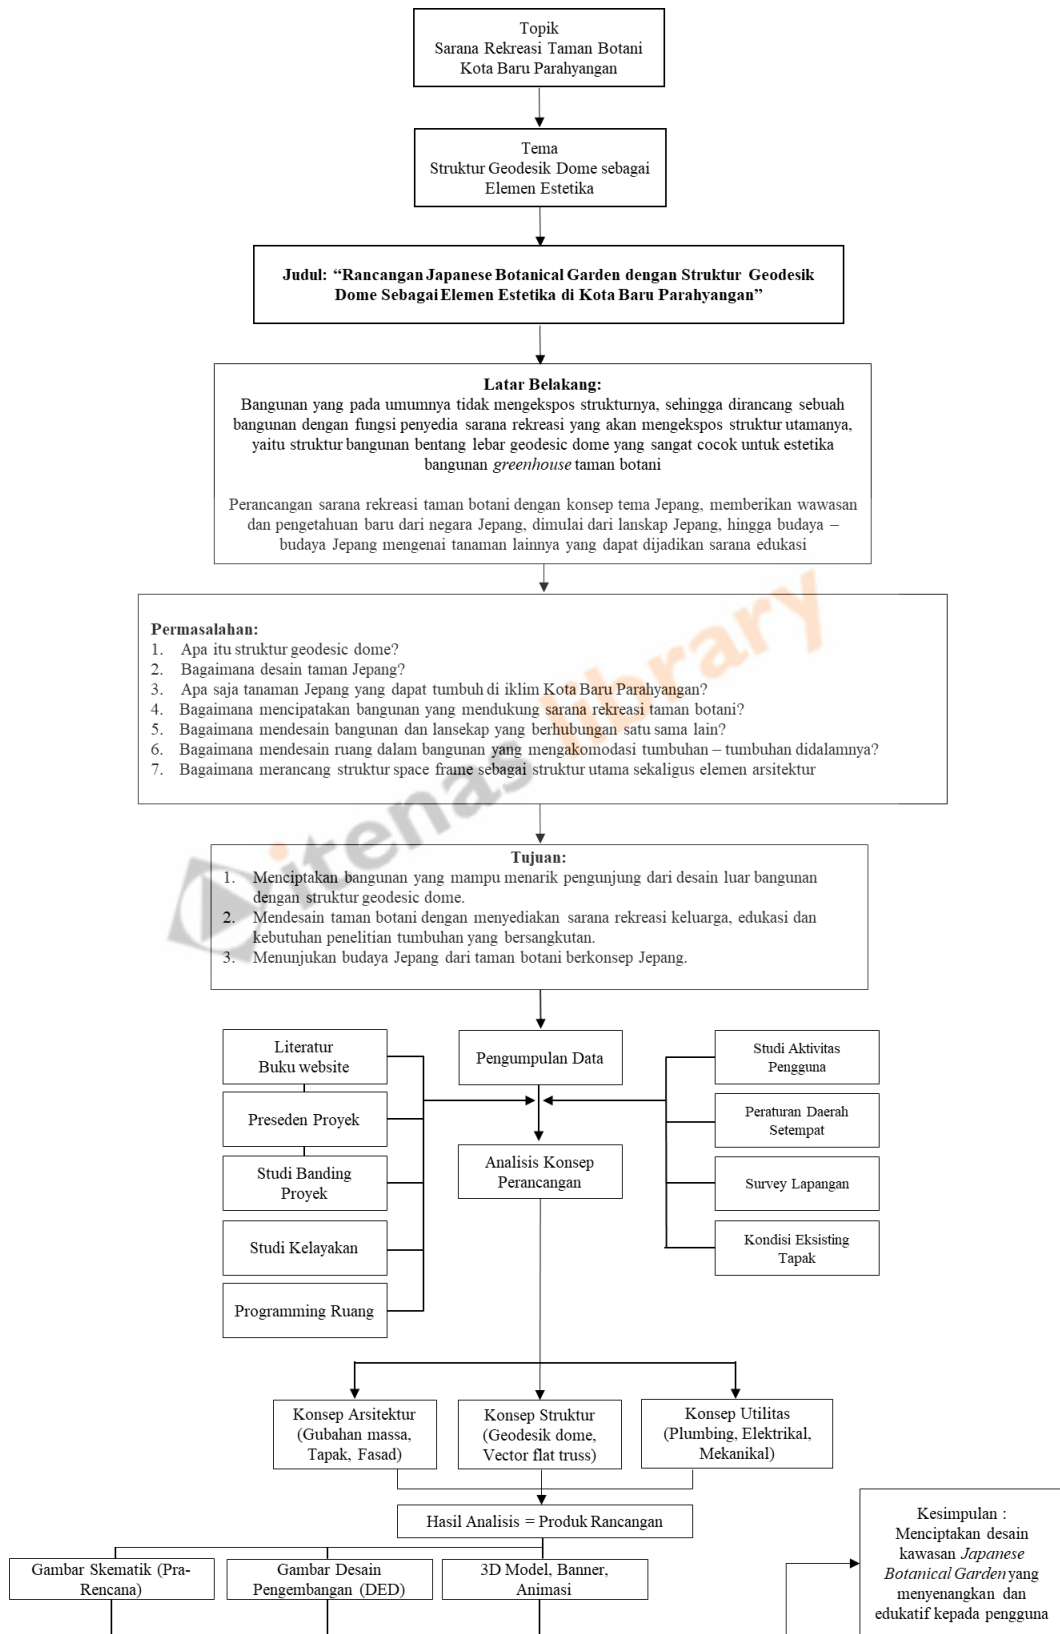 Topik
Sarana Rekreasi Taman Botani
Kota Baru Parahyangan
Tema
Struktur Geodesik Dome sebagai
Elemen Estetika
Judul: “Rancangan Japanese Botanical Garden dengan Struktur Geodesik
Dome Sebagai Elemen Estetika di Kota Baru Parahyangan”
Latar Belakang:
Bangunan yang pada umumnya tidak mengekspos strukturnya, sehingga dirancang sebuah
bangunan dengan fungsi penyedia sarana rekreasi yang akan mengekspos struktur utamanya,
yaitu struktur bangunan bentang lebar geodesic dome yang sangat cocok untuk estetika
bangunan greenhouse taman botani
Perancangan sarana rekreasi taman botani dengan konsep tema Jepang, memberikan wawasan
dan pengetahuan baru dari negara Jepang, dimulai dari lanskap Jepang, hingga budaya –
budaya Jepang mengenai tanaman lainnya yang dapat dijadikan sarana edukasi
Permasalahan:
1. Apa itu struktur geodesic dome?
2. Bagaimana desain taman Jepang?
3. Apa saja tanaman Jepang yang dapat tumbuh di iklim Kota Baru Parahyangan?
4. Bagaimana mencipatakan bangunan yang mendukung sarana rekreasi taman botani?
5. Bagaimana mendesain bangunan dan lansekap yang berhubungan satu sama lain?
6. Bagaimana mendesain ruang dalam bangunan yang mengakomodasi tumbuhan – tumbuhan didalamnya?
7. Bagaimana merancang struktur space frame sebagai struktur utama sekaligus elemen arsitektur
itenas library
Tujuan:
1. Menciptakan bangunan yang mampu menarik pengunjung dari desain luar bangunan
dengan struktur geodesic dome.
2. Mendesain taman botani dengan menyediakan sarana rekreasi keluarga, edukasi dan
kebutuhan penelitian tumbuhan yang bersangkutan.
3. Menunjukan budaya Jepang dari taman botani berkonsep Jepang.
Literatur
Buku website
Preseden Proyek
Studi Banding
Proyek
Studi Kelayakan
Programming Ruang
Pengumpulan Data
Analisis Konsep
Perancangan
Studi Aktivitas
Pengguna
Peraturan Daerah
Setempat
Survey Lapangan
Kondisi Eksisting
Tapak
Konsep Arsitektur
(Gubahan massa,
Tapak, Fasad)
Konsep Struktur
(Geodesik dome,
Vector flat truss)
Konsep Utilitas
(Plumbing, Elektrikal,
Mekanikal)
Hasil Analisis = Produk Rancangan
Gambar Skematik (Pra-
Rencana)
Gambar Desain
Pengembangan (DED)
3D Model, Banner,
Animasi
Kesimpulan :
Menciptakan desain
kawasan Japanese
Botanical Garden yang
menyenangkan dan
edukatif kepada pengguna